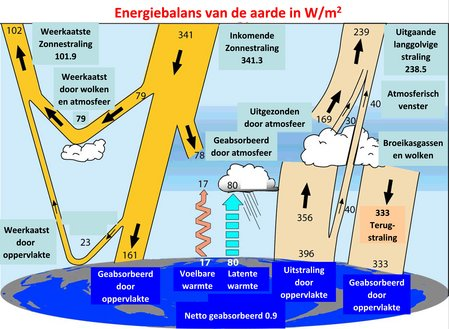 Energiebalans van de aarde in W/m²
102
Weerkaatste
Zonnestraling
101.9
341
Inkomende
Zonnestraling
341.3
239
Uitgaande
langgolvige
straling
238.5
Weerkaatst
door wolken
en atmosfeer
79
79
Uitgezonden
door atmosfeer
169
30
40
Atmosferisch
venster
Geabsorbeerd
door atmosfeer
78
Broeikasgassen
en wolken
17
80
356
40
333
Terug-
straling
Weerkaatst
door
oppervlakte
23
161
17
80
396
333
Geabsorbeerd
door
oppervlakte
Voelbare
warmte
Latente
warmte
Uitstraling
door
oppervlakte
Geabsorbeerd
door
oppervlakte
Netto geabsorbeerd 0.9